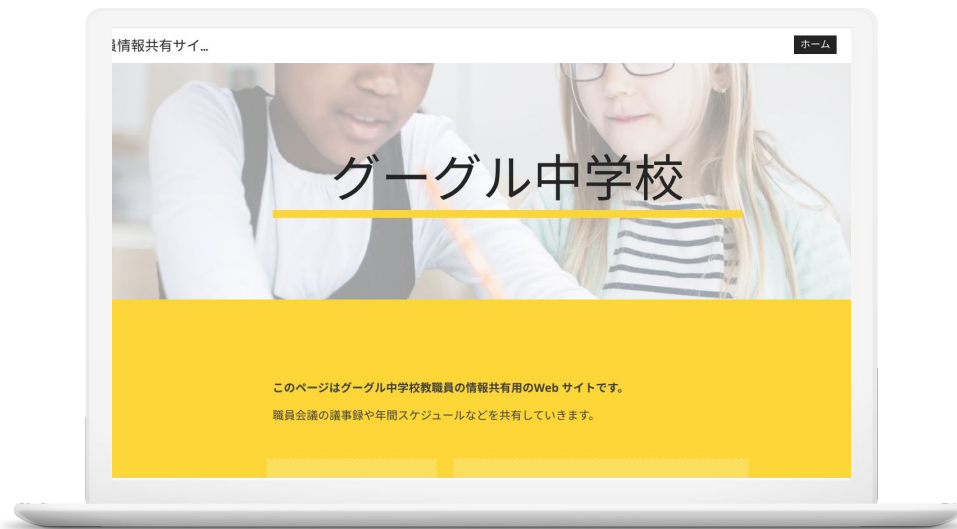 員情報共有サイ...
ホーム
グーグル中学校
このページはグーグル中学校教職員の情報共有用のWeb サイトです。
職員会議の議事録や年間スケジュールなどを共有していきます。